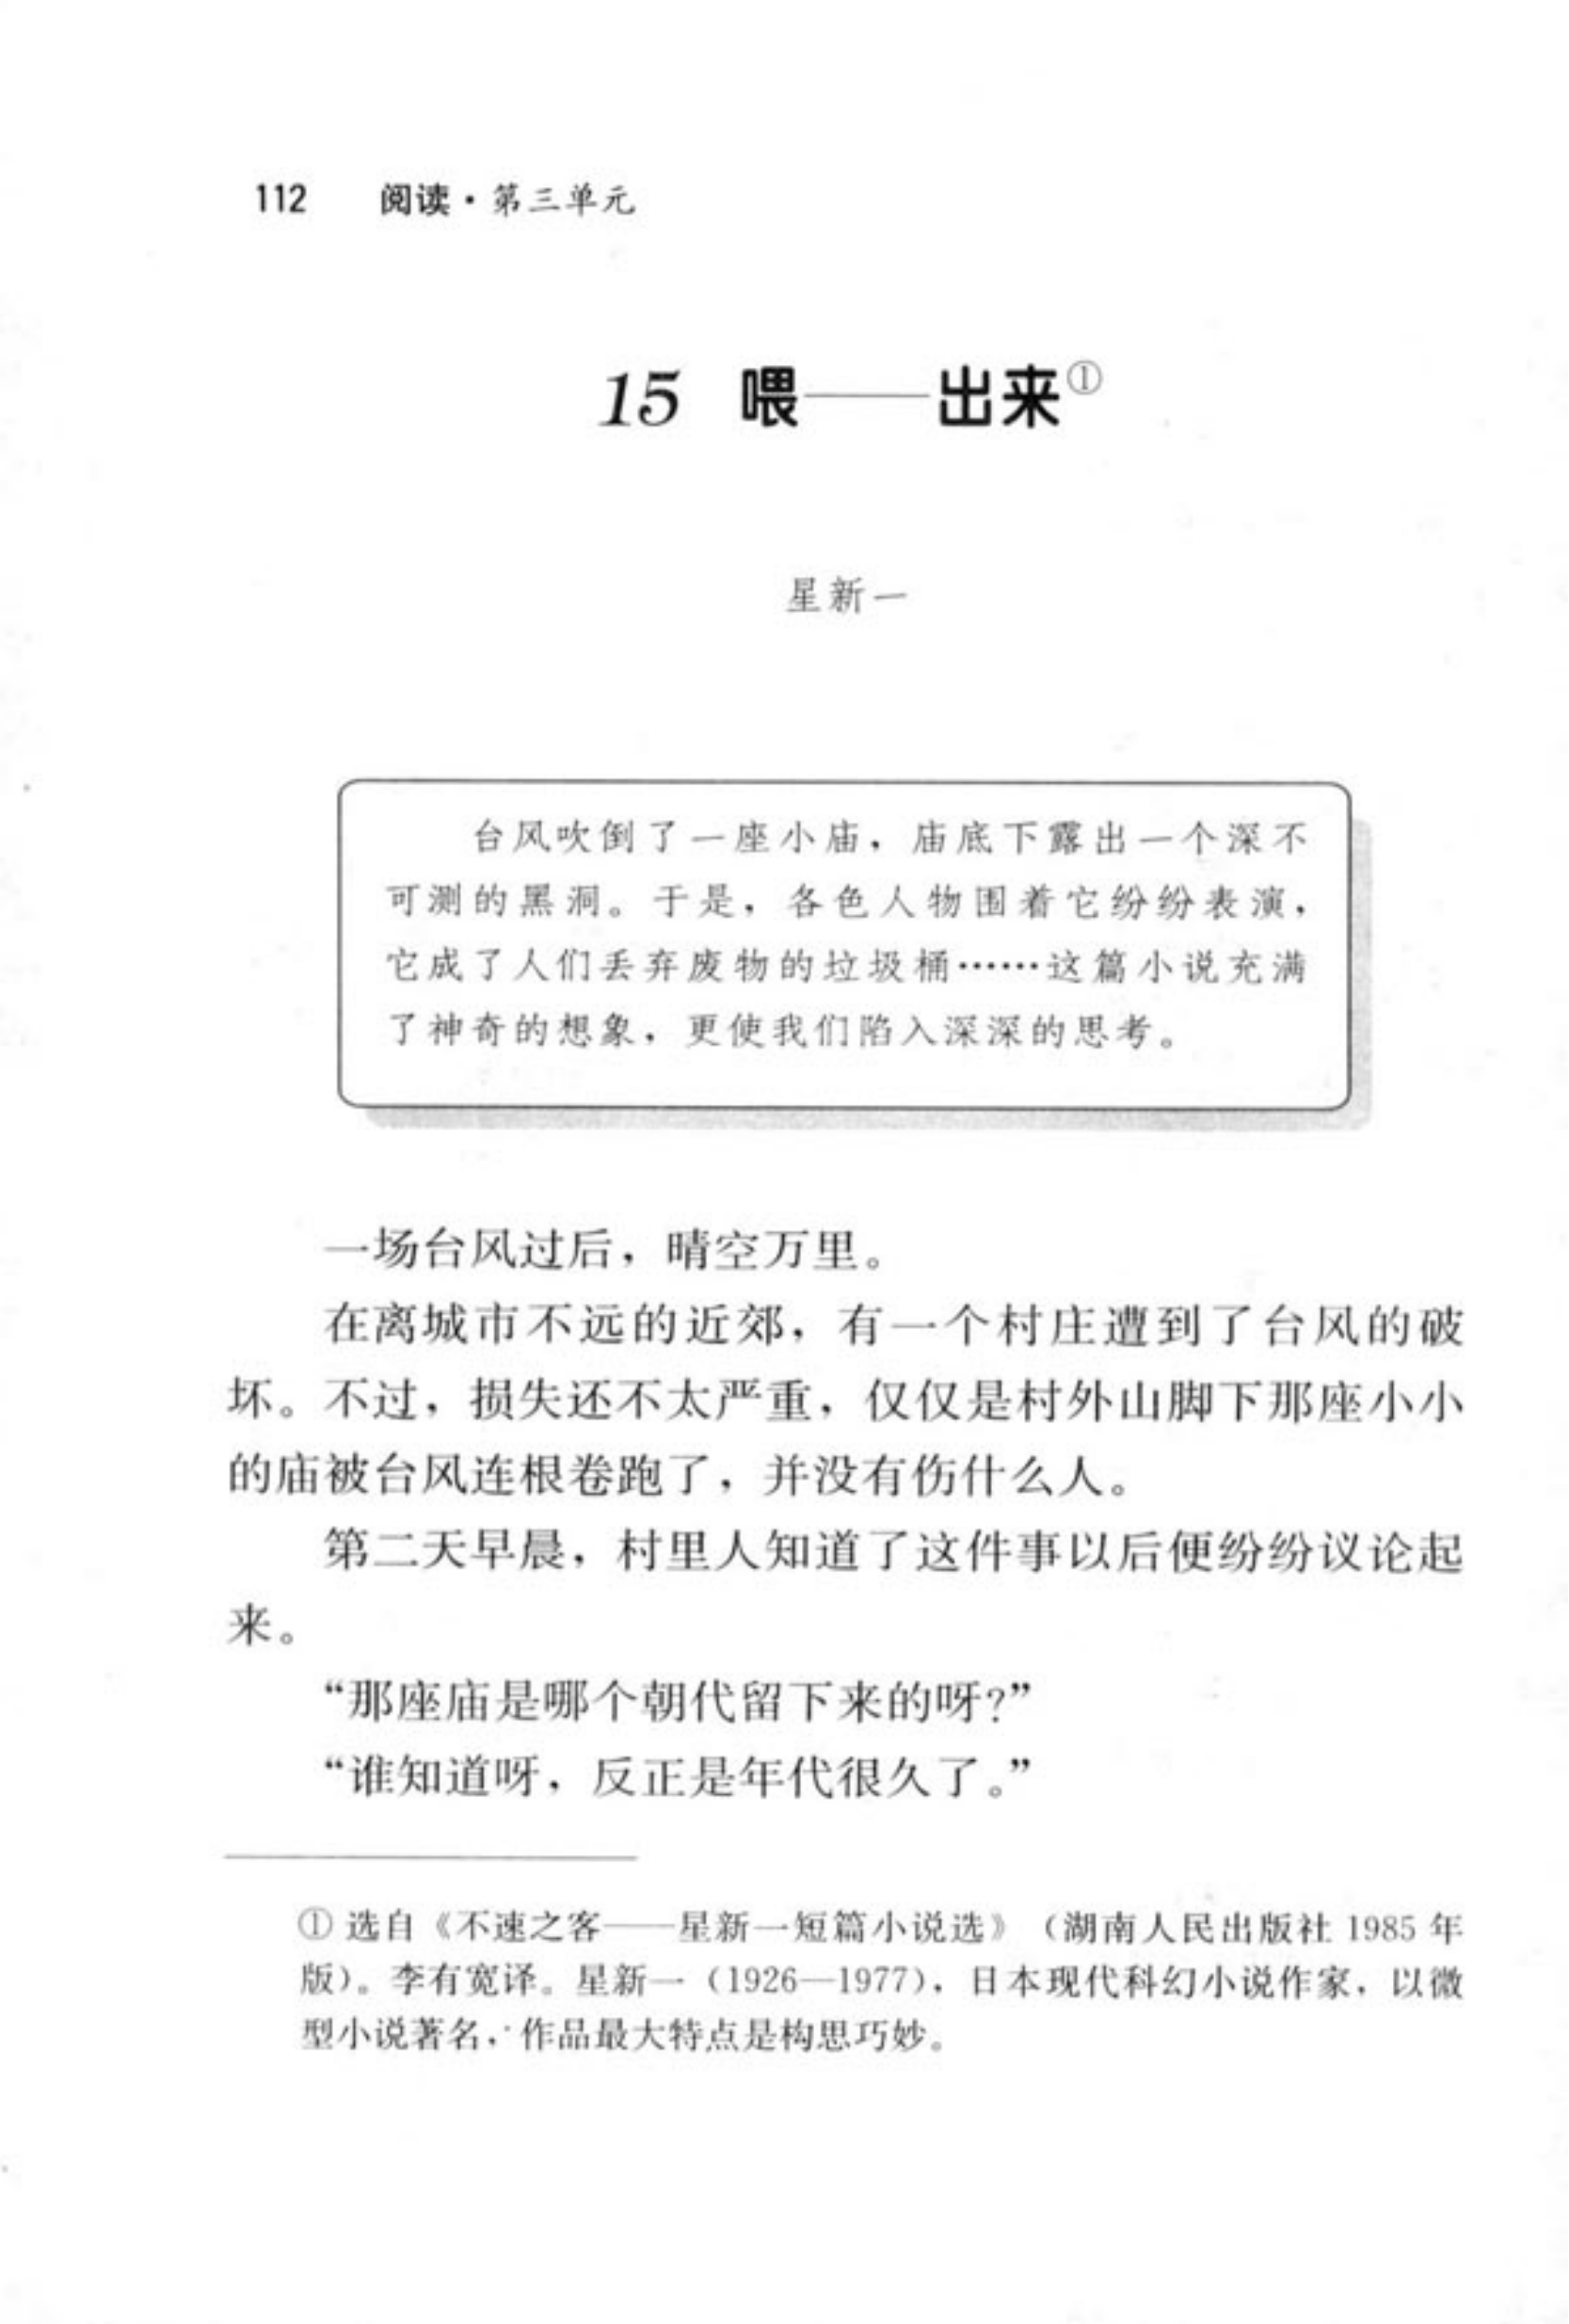 112 阅读·第三单元
15 喂——出来①
星新一
台风吹倒了一座小庙，庙底下露出一个深不
可测的黑洞。于是，各色人物围着它纷纷表演，
它成了人们丢弃废物的垃圾桶……这篇小说充满
了神奇的想象，更使我们陷入深深的思考。
一场台风过后，晴空万里。
在离城市不远的近郊，有一个村庄遭到了台风的破
坏。不过，损失还不太严重，仅仅是村外山脚下那座小小
的庙被台风连根卷跑了，并没有伤什么人。
第二天早晨，村里人知道了这件事以后便纷纷议论起
来。
“那座庙是哪个朝代留下来的呀?”
“谁知道呀，反正是年代很久了。”
① 选自《不速之客——星新一短篇小说选》（湖南人民出版社 1985 年
版）。李有宽译。星新一（1926—1977），日本现代科幻小说作家，以微
型小说著名，作品最大特点是构思巧妙。